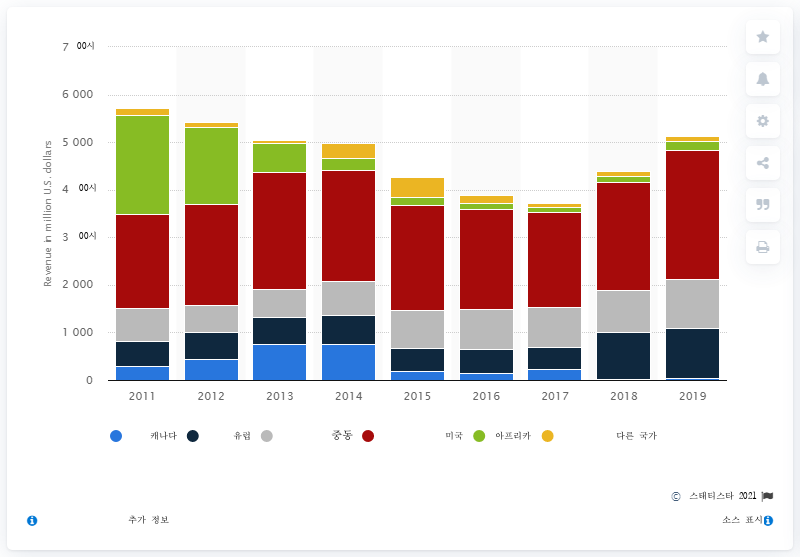 7 00시
6 000
5 000
4 00시
3 00시
2 000
1 000
0
Revenue in million U.S. dollars
2011 2012 2013 2014 2015 2016 2017 2018 2019
캐나다 유럽 중동 미국 아프리카 다른 국가
© 스태티스타 2021
추가 정보 소스 표시